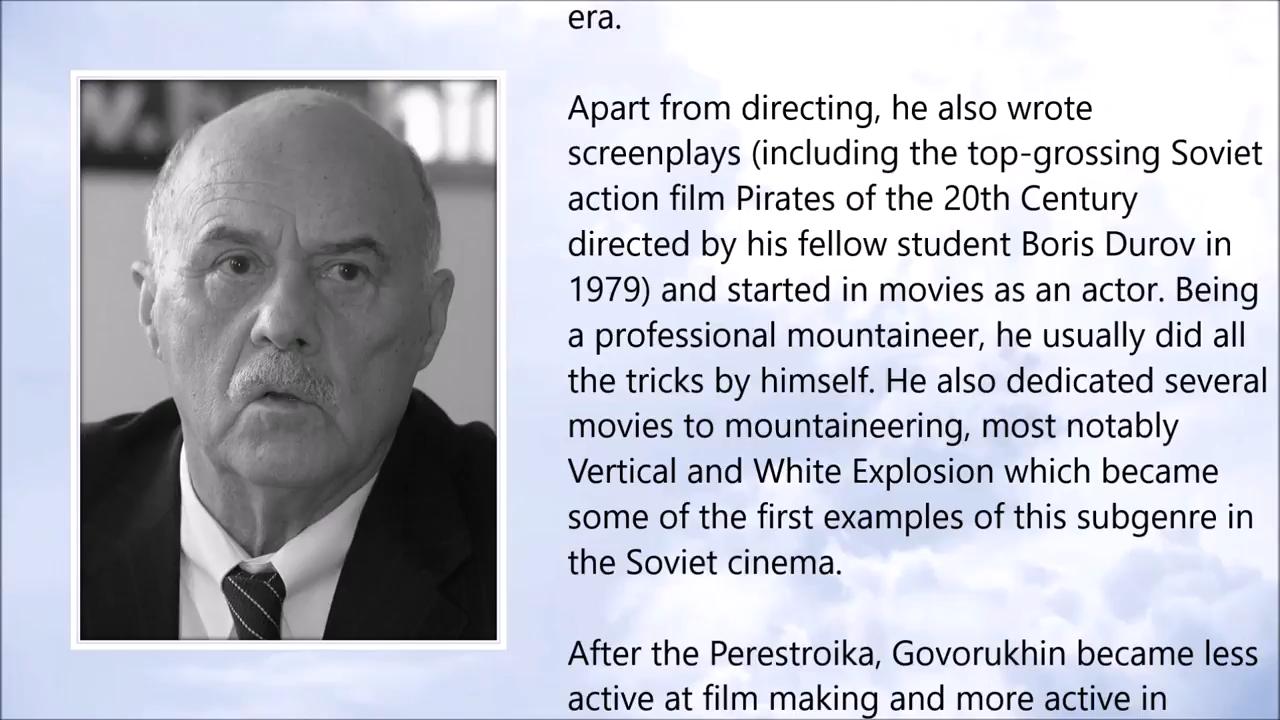 era.
Apart from directing, he also wrote
screenplays (including the top-grossing Soviet
action film Pirates of the 20th Century
directed by his fellow student Boris Durov in
1979) and started in movies as an actor. Being
a professional mountaineer, he usually did all
the tricks by himself. He also dedicated several
movies to mountaineering, most notably
Vertical and White Explosion which became
some of the first examples of this subgenre in
the Soviet cinema.
After the Perestroika, Govorukhin became less
active at film making and more active in